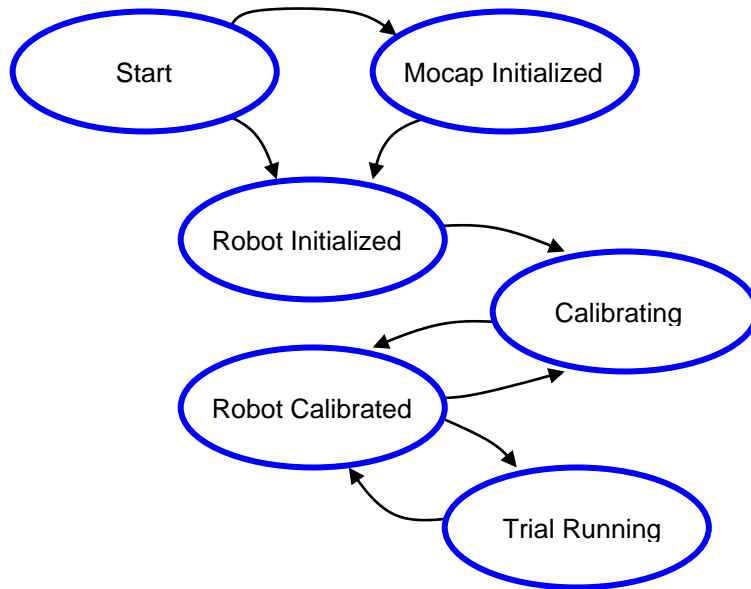 Start
Mocap Initialized
Robot Initialized
Calibrating
Robot Calibrated
Trial Running